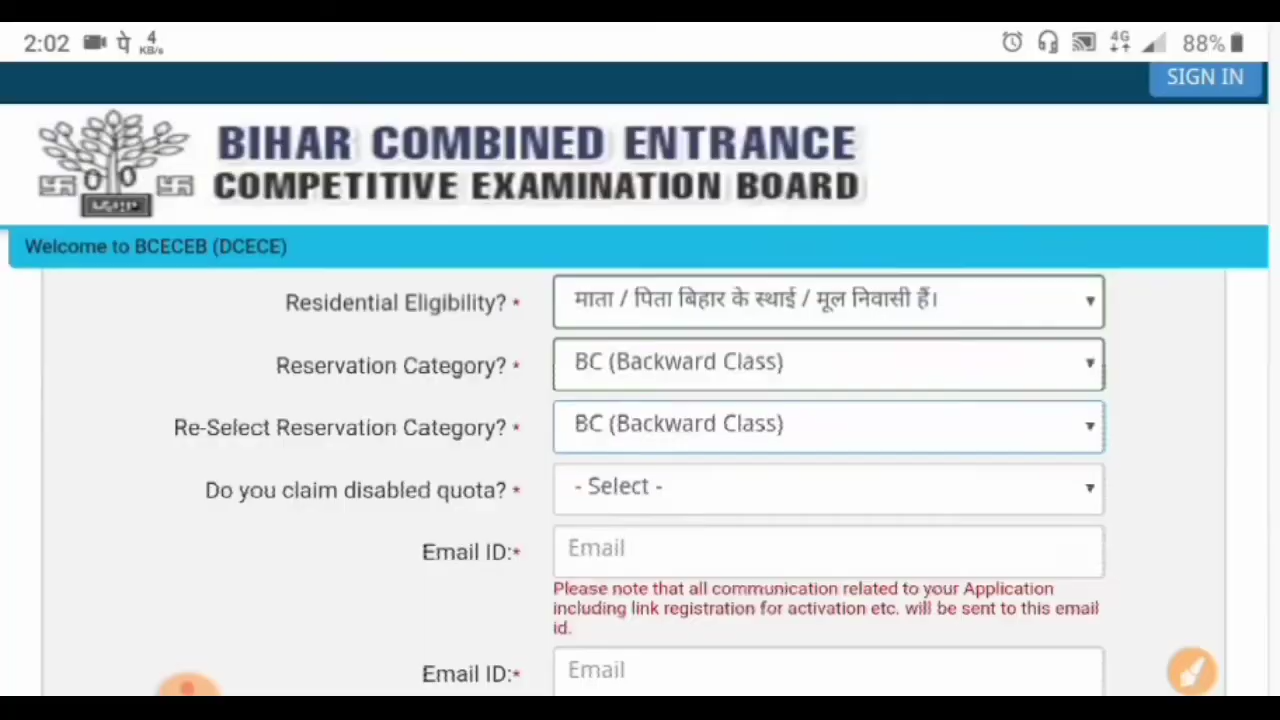 2:02 पे 4 KB/s 4G 88%
SIGN IN
BIHAR COMBINED ENTRANCE
COMPETITIVE EXAMINATION BOARD
Welcome to BCECEB (DCECE)
Residential Eligibility? * माता / पिता बिहार के स्थाई / मूल निवासी हैं।
Reservation Category? * BC (Backward Class)
Re-Select Reservation Category? * BC (Backward Class)
Do you claim disabled quota? * - Select -
Email ID:* Email
Please note that all communication related to your Application
including link registration for activation etc. will be sent to this email
id.
Email ID:* Email